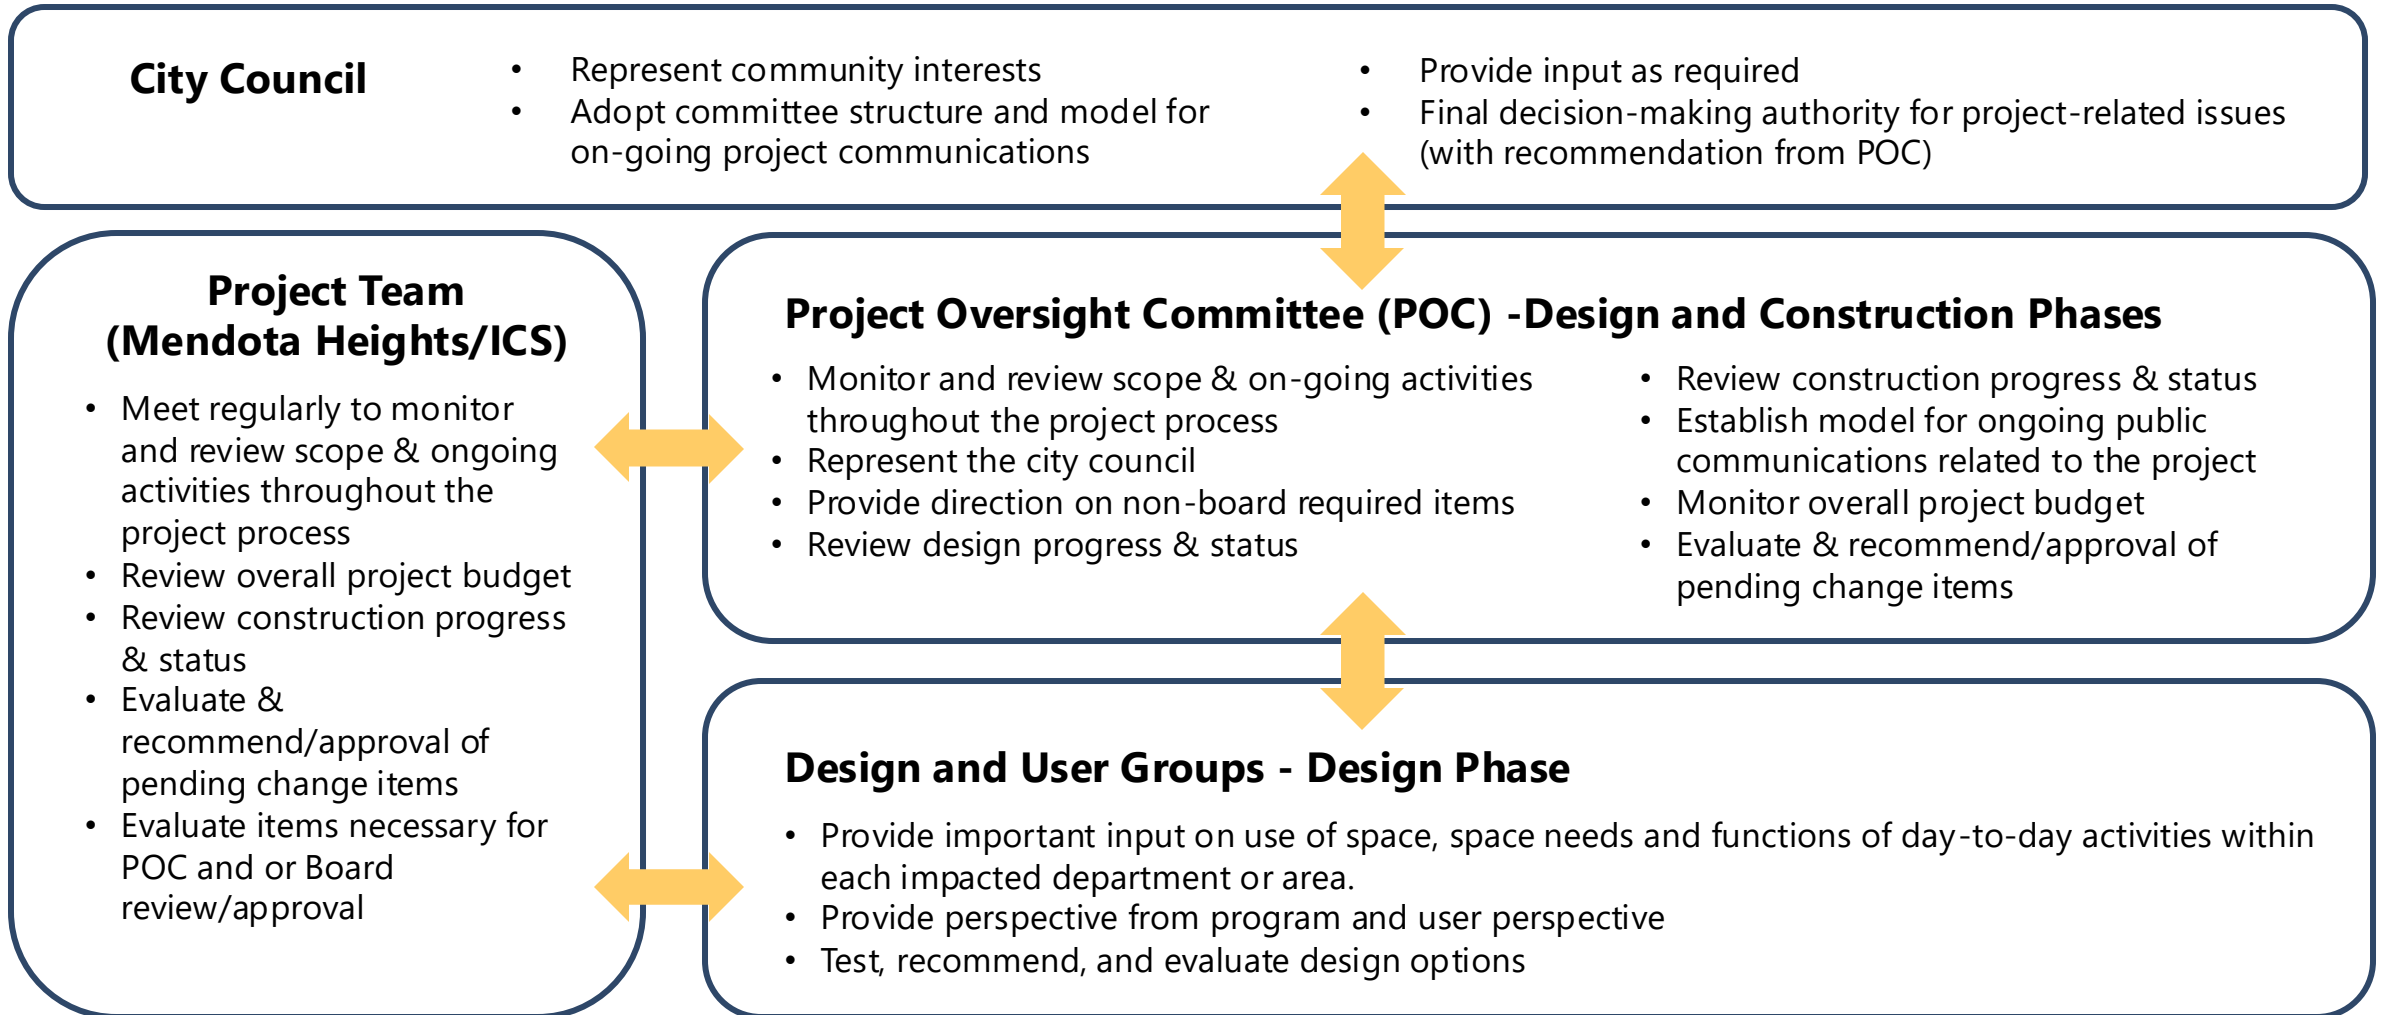 City Council
• Represent community interests
• Adopt committee structure and model for
on-going project communications
• Provide input as required
• Final decision-making authority for project-related issues
(with recommendation from POC)
Project Team
(Mendota Heights/ICS)
• Meet regularly to monitor
and review scope & ongoing
activities throughout the
project process
• Review overall project budget
• Review construction progress
& status
• Evaluate &
recommend/approval of
pending change items
• Evaluate items necessary for
POC and or Board
review/approval
Project Oversight Committee (POC) -Design and Construction Phases
• Monitor and review scope & on-going activities
throughout the project process
• Represent the city council
• Provide direction on non-board required items
• Review design progress & status
• Review construction progress & status
• Establish model for ongoing public
communications related to the project
• Monitor overall project budget
• Evaluate & recommend/approval of
pending change items
Design and User Groups - Design Phase
• Provide important input on use of space, space needs and functions of day-to-day activities within
each impacted department or area.
• Provide perspective from program and user perspective
• Test, recommend, and evaluate design options